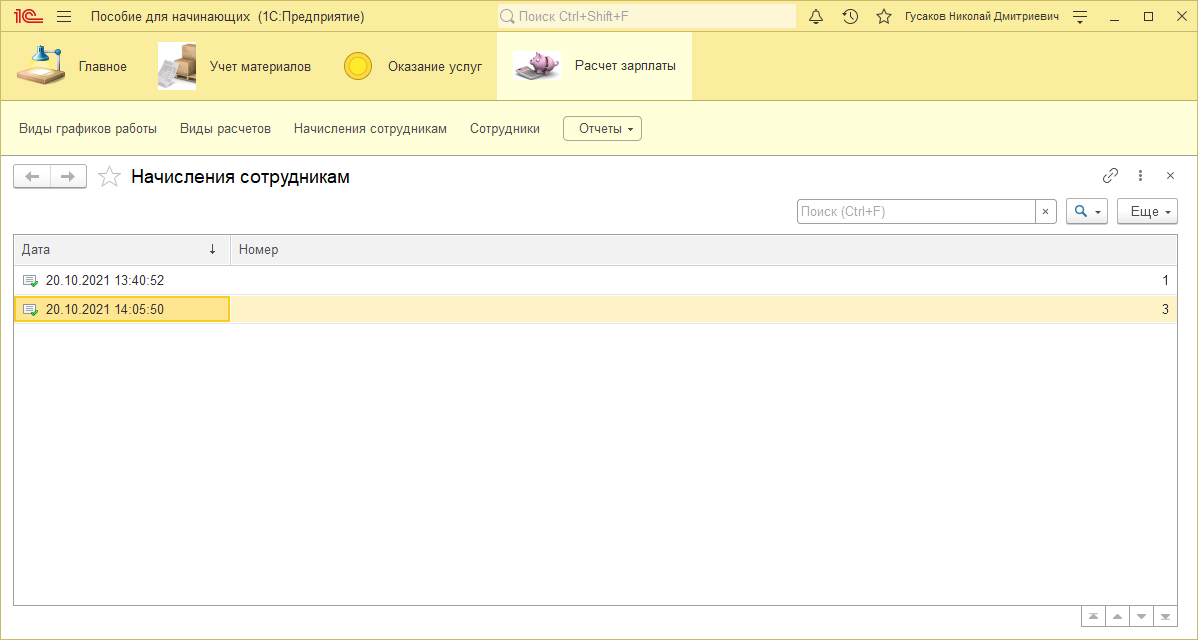 1С Пособие для начинающих (1С:Предприятие) Поиск Ctrl+Shift+F Гусаков Николай Дмитриевич
Главное Учет материалов Оказание услуг Расчет зарплаты
Виды графиков работы Виды расчетов Начисления сотрудникам Сотрудники Отчеты
Начисления сотрудникам
Поиск (Ctrl+F) Еще
Дата Номер
20.10.2021 13:40:52 1
20.10.2021 14:05:50 3